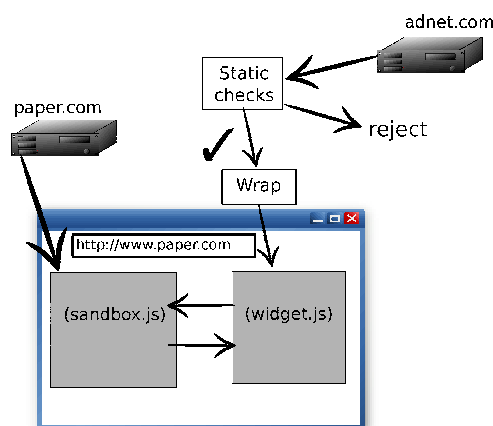 adnet.com
Static
checks
paper.com
reject
Wrap
http://www.paper.com
(sandbox.js)
(widget.js)